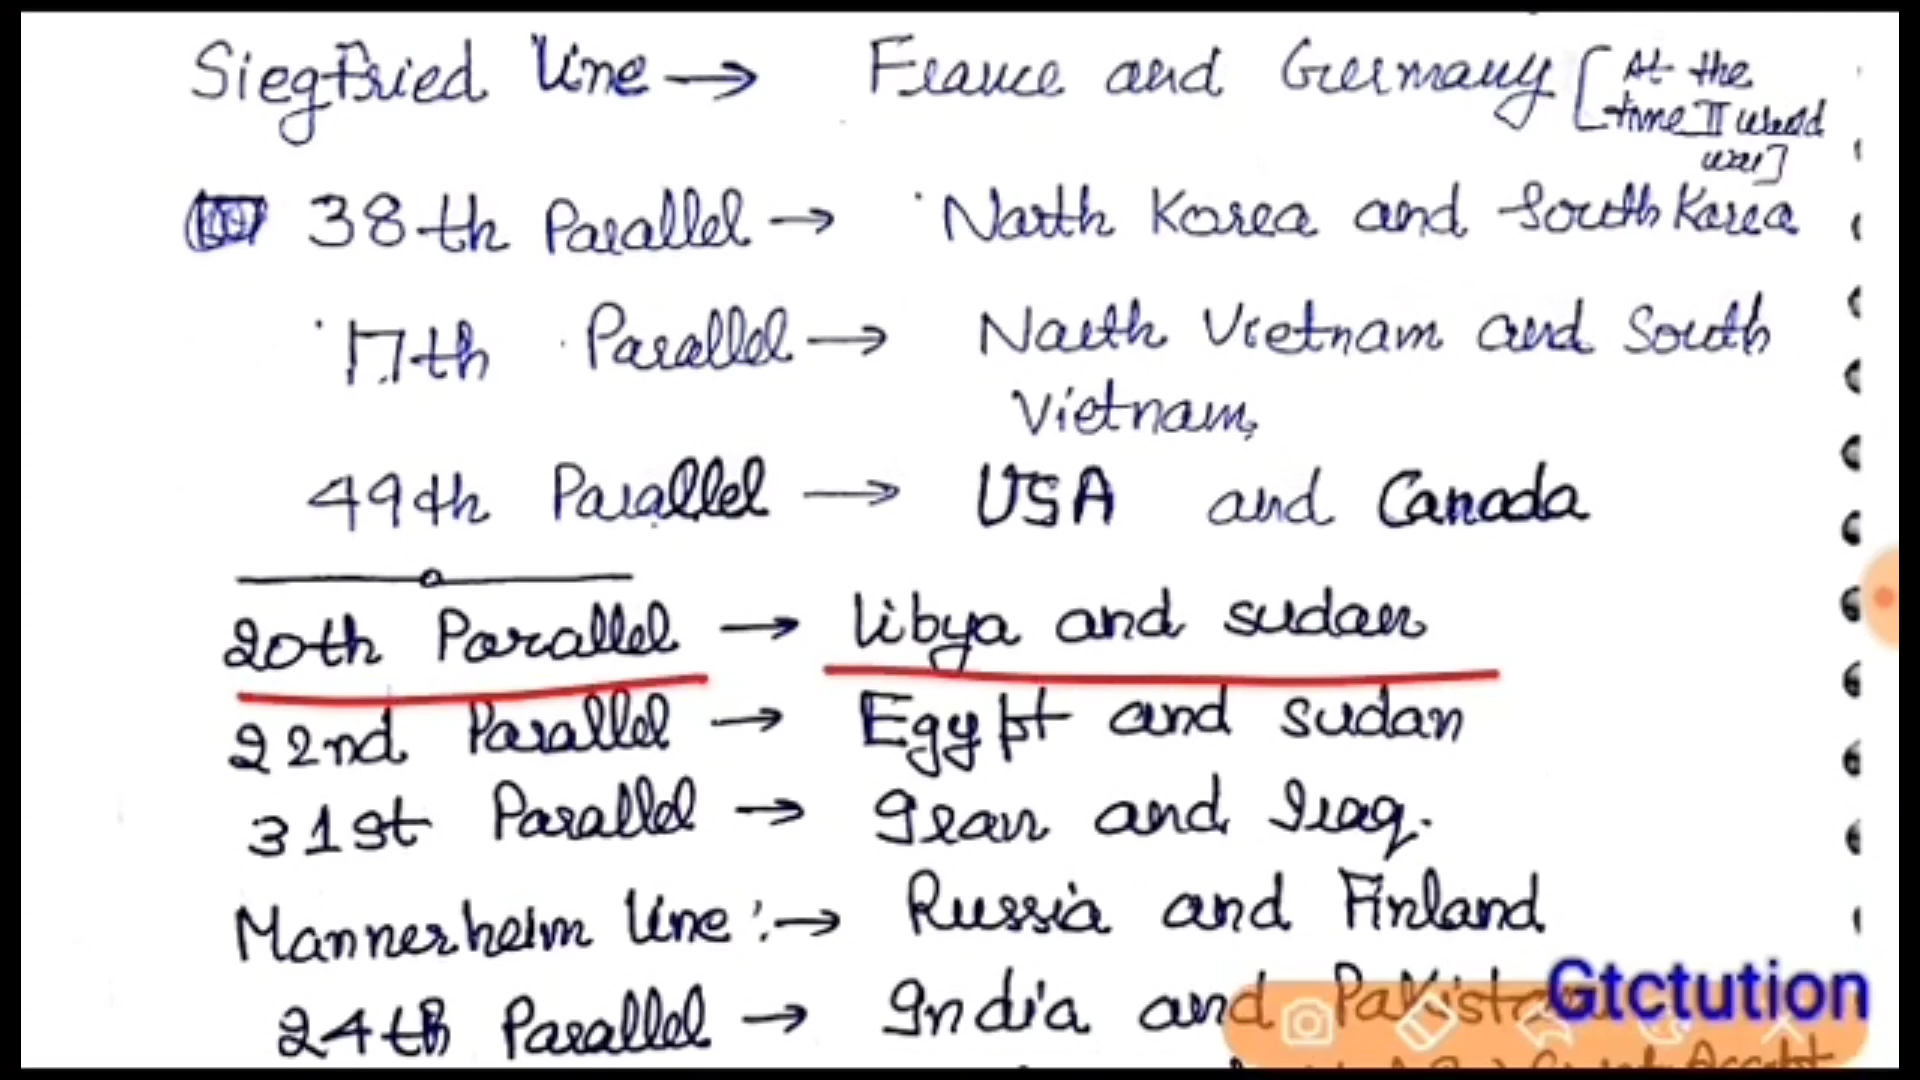 Siegfried line → France and Germany [At the
time II world
war]
38th Parallel → North Korea and South Korea
17th Parallel → North Vietnam and South
Vietnam,
49th Parallel → USA and Canada
20th Parallel → libya and sudan
22nd Parallel → Egypt and sudan
31st Parallel → Iran and Iraq.
Mannerheim line :→ Russia and Finland
24th Parallel → India and Pakistan
Gtctution